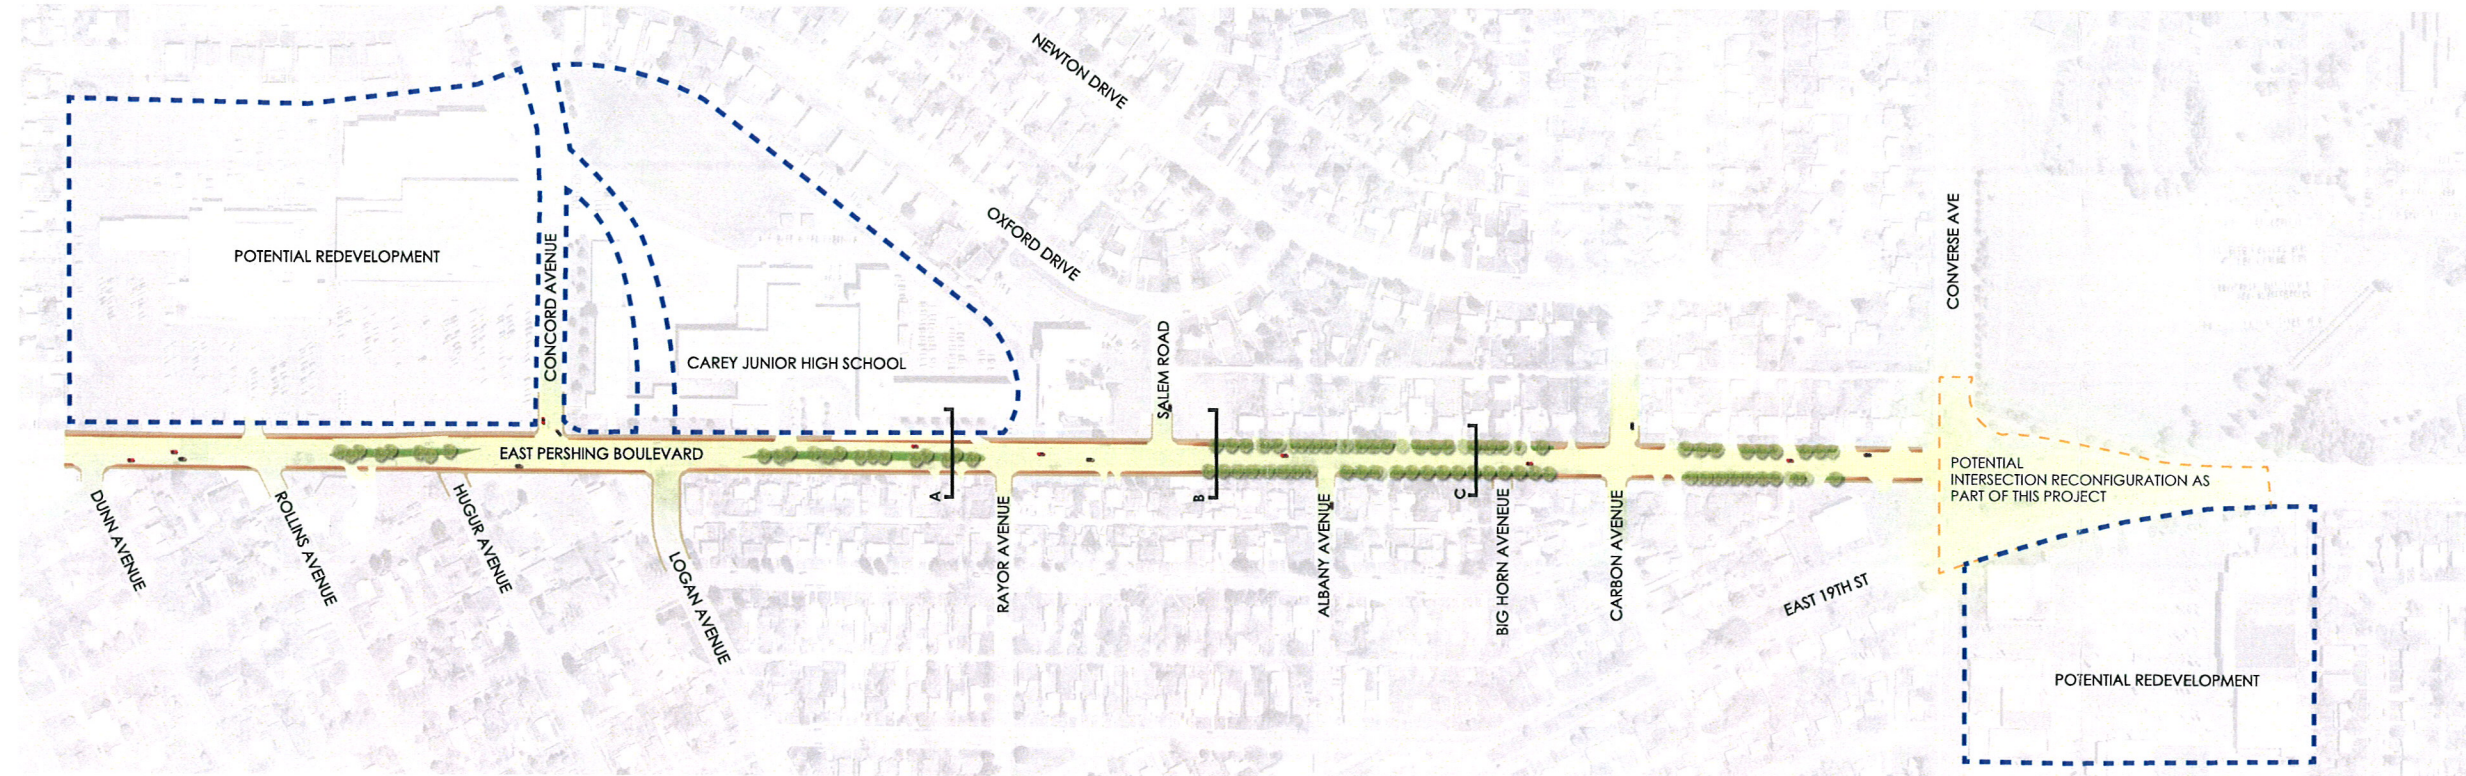 NEWTON DRIVE
OXFORD DRIVE
CONVERSE AVE
POTENTIAL REDEVELOPMENT
CONCORD AVENUE
CAREY JUNIOR HIGH SCHOOL
SALEM ROAD
EAST PERSHING BOULEVARD
POTENTIAL
INTERSECTION RECONFIGURATION AS
PART OF THIS PROJECT
DUNN AVENUE
ROLLINS AVENUE
HUGUR AVENUE
LOGAN AVENUE
A
RAYOR AVENUE
B
ALBANY AVENUE
C
BIG HORN AVENEUE
CARBON AVENUE
EAST 19TH ST
POTENTIAL REDEVELOPMENT